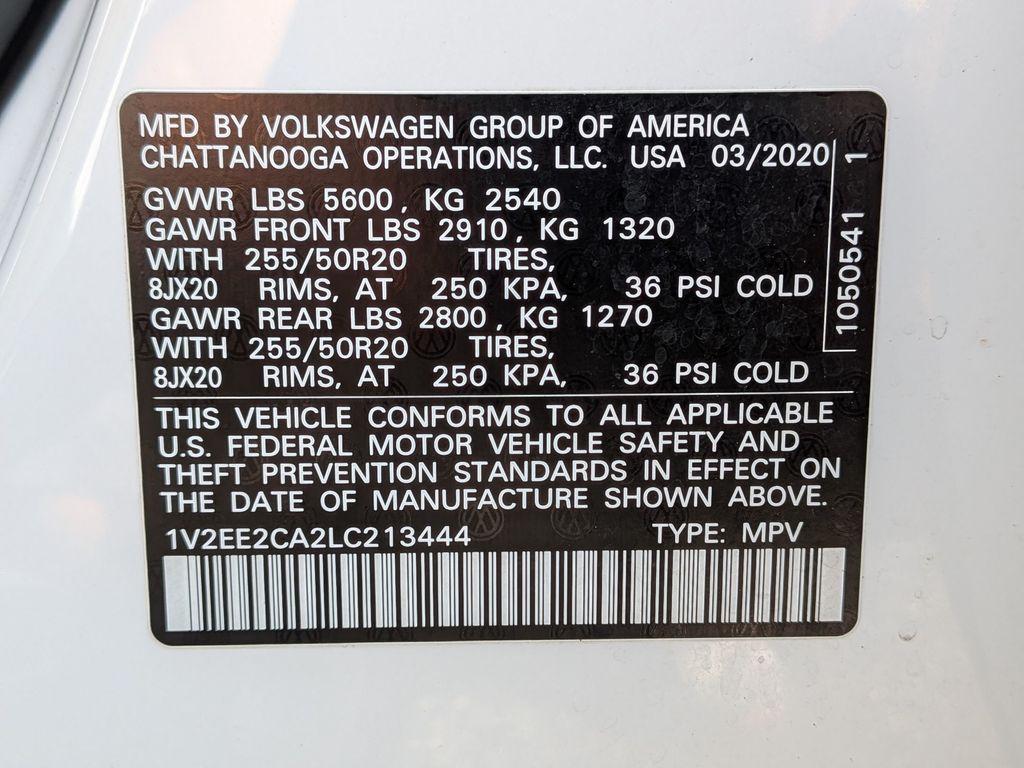 MFD BY VOLKSWAGEN GROUP OF AMERICA
CHATTANOOGA OPERATIONS, LLC. USA 03/2020
GVWR LBS 5600, KG 2540
GAWR FRONT LBS 2910, KG 1320
WITH 255/50R20 TIRES,
8JX20 RIMS, AT 250 KPA, 36 PSI COLD
GAWR REAR LBS 2800, KG 1270
WITH 255/50R20 TIRES,
8JX20 RIMS, AT 250 KPA, 36 PSI COLD
1050541 1
THIS VEHICLE CONFORMS TO ALL APPLICABLE
U.S. FEDERAL MOTOR VEHICLE SAFETY AND
THEFT PREVENTION STANDARDS IN EFFECT ON
THE DATE OF MANUFACTURE SHOWN ABOVE.
1V2EE2CA2LC213444 TYPE: MPV